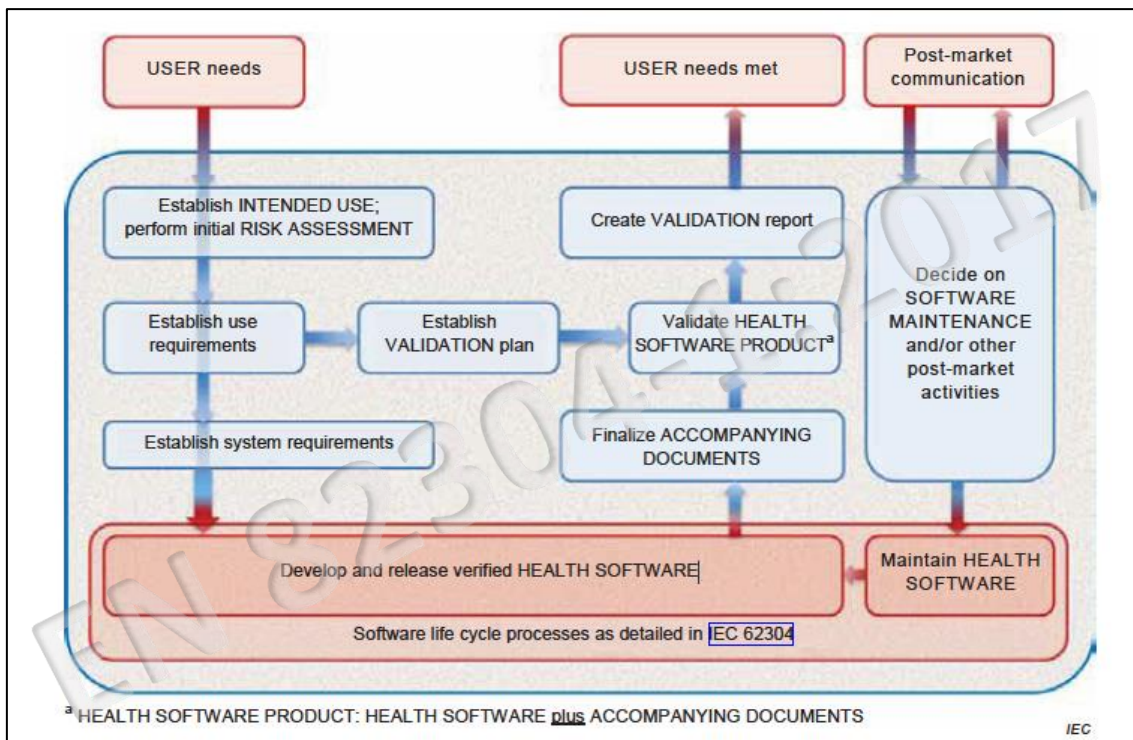 USER needs
USER needs met
Post-market
communication
Establish INTENDED USE;
perform initial RISK ASSESSMENT
Create VALIDATION report
Decide on
SOFTWARE
MAINTENANCE
and/or other
post-market
activities
Establish use
requirements
Establish
VALIDATION plan
Validate HEALTH
SOFTWARE PRODUCTa
Establish system requirements
Finalize ACCOMPANYING
DOCUMENTS
Develop and release verified HEALTH SOFTWARE
Maintain HEALTH
SOFTWARE
Software life cycle processes as detailed in IEC 62304
a HEALTH SOFTWARE PRODUCT: HEALTH SOFTWARE plus ACCOMPANYING DOCUMENTS
IEC
EN 82304-1:2017